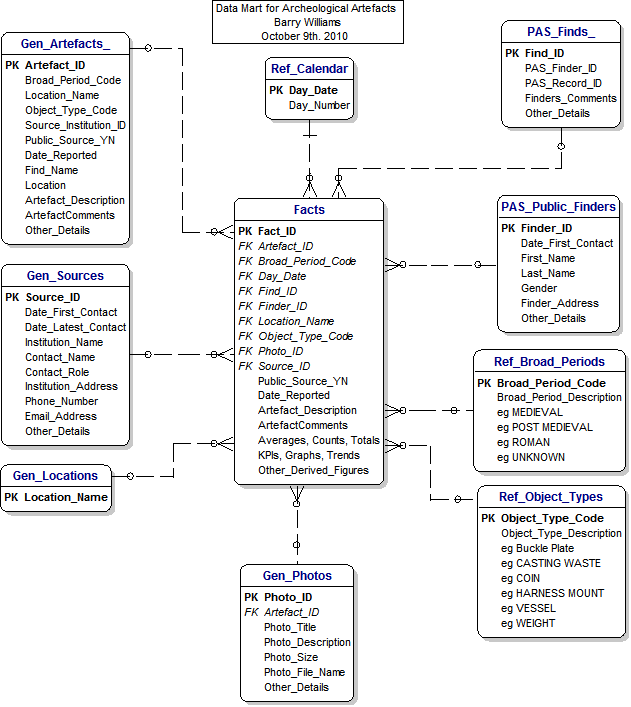 Data Mart for Archeological Artefacts
Barry Williams
October 9th. 2010
Gen_Artefacts_
PK Artefact_ID
Broad_Period_Code
Location_Name
Object_Type_Code
Source_Institution_ID
Public_Source_YN
Date_Reported
Find_Name
Location
Artefact_Description
ArtefactComments
Other_Details
Ref_Calendar
PK Day_Date
Day_Number
PAS_Finds_
PK Find_ID
PAS_Finder_ID
PAS_Record_ID
Finders_Comments
Other_Details
Facts
PK Fact_ID
FK Artefact_ID
FK Broad_Period_Code
FK Day_Date
FK Find_ID
FK Finder_ID
FK Location_Name
FK Object_Type_Code
FK Photo_ID
FK Source_ID
Public_Source_YN
Date_Reported
Artefact_Description
ArtefactComments
Averages, Counts, Totals
KPIs, Graphs, Trends
Other_Derived_Figures
PAS_Public_Finders
PK Finder_ID
Date_First_Contact
First_Name
Last_Name
Gender
Finder_Address
Other_Details
Gen_Sources
PK Source_ID
Date_First_Contact
Date_Latest_Contact
Institution_Name
Contact_Name
Contact_Role
Institution_Address
Phone_Number
Email_Address
Other_Details
Ref_Broad_Periods
PK Broad_Period_Code
Broad_Period_Description
eg MEDIEVAL
eg POST MEDIEVAL
eg ROMAN
eg UNKNOWN
Gen_Locations
PK Location_Name
Ref_Object_Types
PK Object_Type_Code
Object_Type_Description
eg Buckle Plate
eg CASTING WASTE
eg COIN
eg HARNESS MOUNT
eg VESSEL
eg WEIGHT
Gen_Photos
PK Photo_ID
FK Artefact_ID
Photo_Title
Photo_Description
Photo_Size
Photo_File_Name
Other_Details